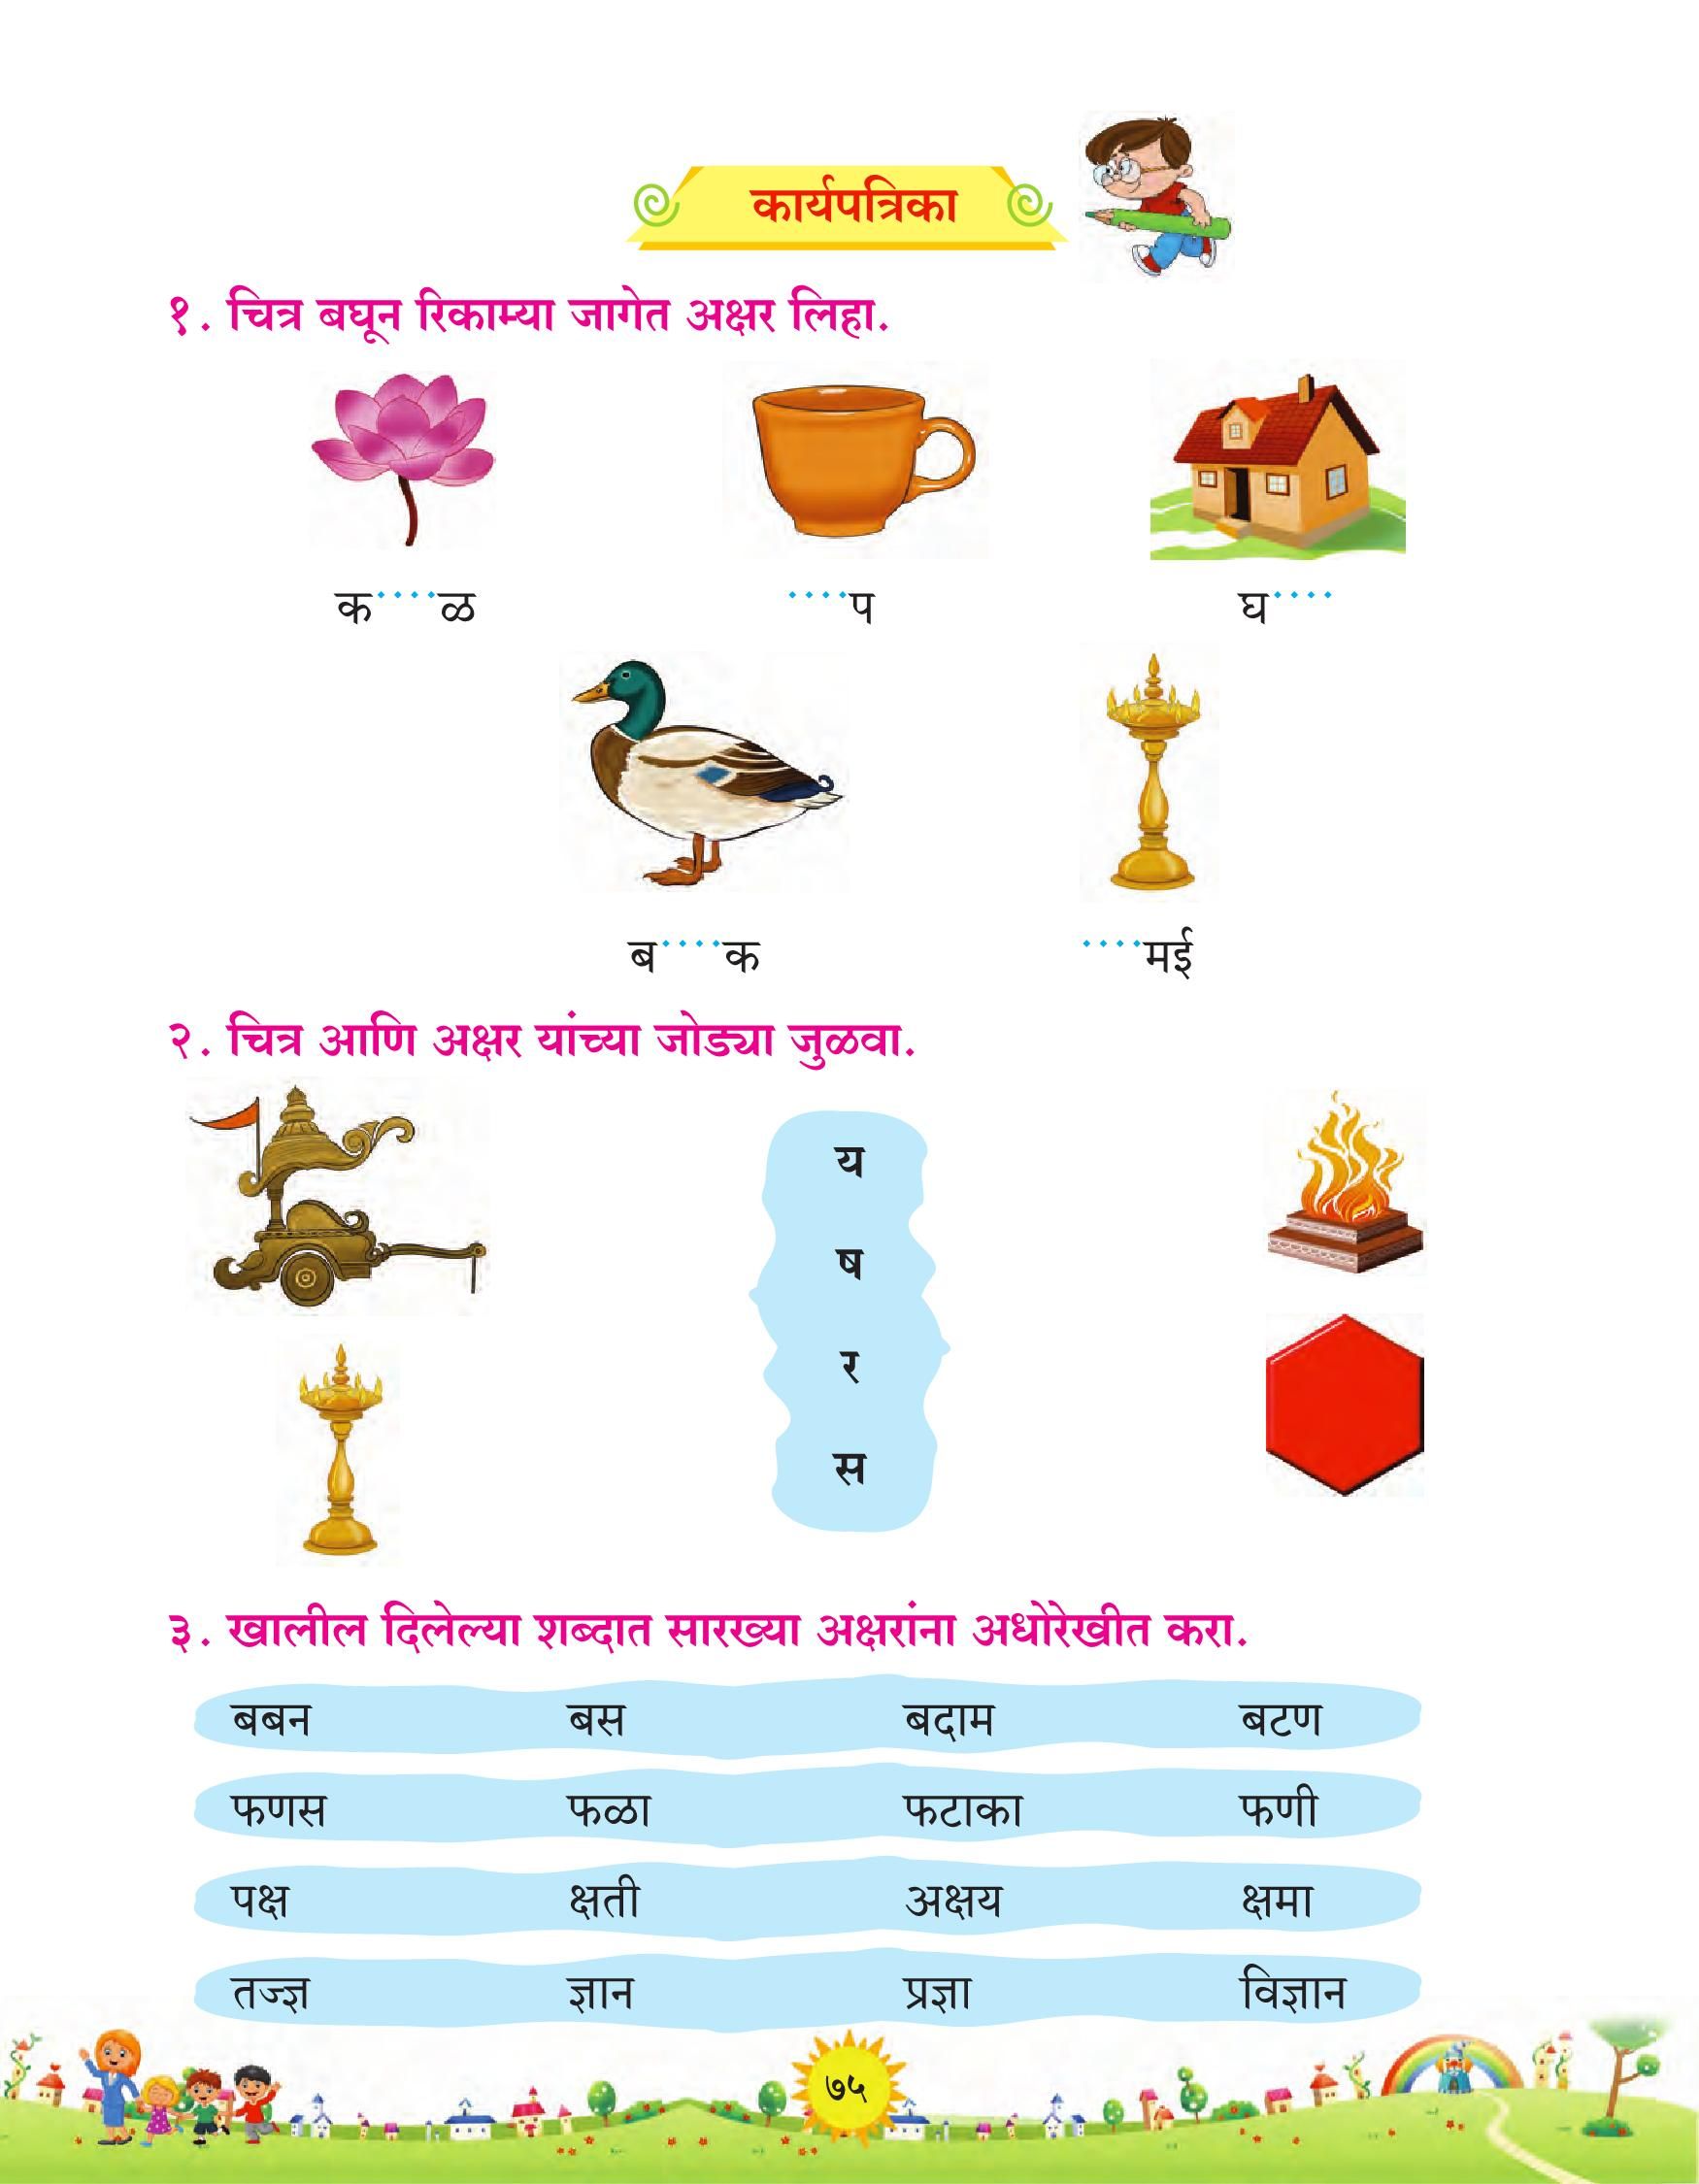 कार्यपत्रिका
१. चित्र बघून रिकाम्या जागेत अक्षर लिहा.
क····ळ ····प घ····
ब····क ····मई
२. चित्र आणि अक्षर यांच्या जोड्या जुळवा.
य
ष
र
स
३. खालील दिलेल्या शब्दात सारख्या अक्षरांना अधोरेखीत करा.
बबन बस बदाम बटण
फणस फळा फटाका फणी
पक्ष क्षती अक्षय क्षमा
तज्ज्ञ ज्ञान प्रज्ञा विज्ञान
७५